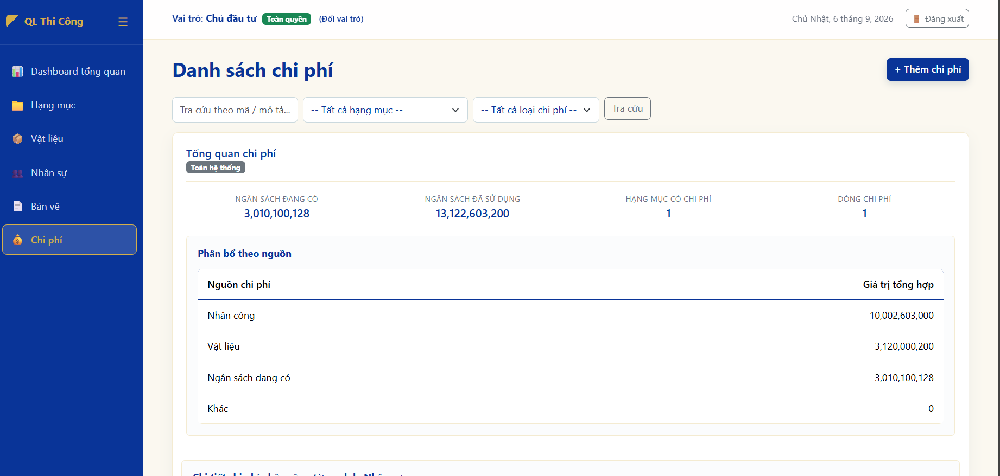 QL Thi Công
Vai trò: Chủ đầu tư Toàn quyền (Đổi vai trò)
Chủ Nhật, 6 tháng 9, 2026
Đăng xuất
Dashboard tổng quan
Hạng mục
Vật liệu
Nhân sự
Bản vẽ
Chi phí
Danh sách chi phí
+ Thêm chi phí
Tra cứu theo mã / mô tả...
-- Tất cả hạng mục --
-- Tất cả loại chi phí --
Tra cứu
Tổng quan chi phí
Toàn hệ thống
NGÂN SÁCH ĐANG CÓ
3,010,100,128
NGÂN SÁCH ĐÃ SỬ DỤNG
13,122,603,200
HẠNG MỤC CÓ CHI PHÍ
1
DÒNG CHI PHÍ
1
Phân bổ theo nguồn
Nguồn chi phí Giá trị tổng hợp
Nhân công 10,002,603,000
Vật liệu 3,120,000,200
Ngân sách đang có 3,010,100,128
Khác 0